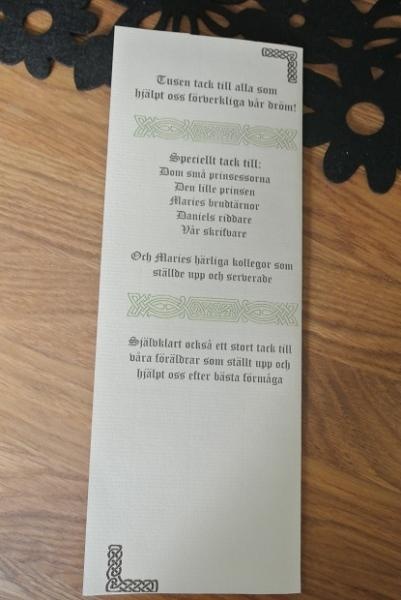 Tusen tack till alla som
hjälpt oss förverkliga vår dröm!
Speciellt tack till:
Dom små prinsessorna
Den lille prinsen
Maries brudtärnor
Daniels riddare
Vår skrifvare
Och Maries härliga kollegor som
ställde upp och serverade
Självklart också ett stort tack till
våra föräldrar som ställt upp och
hjälpt oss efter bästa förmåga